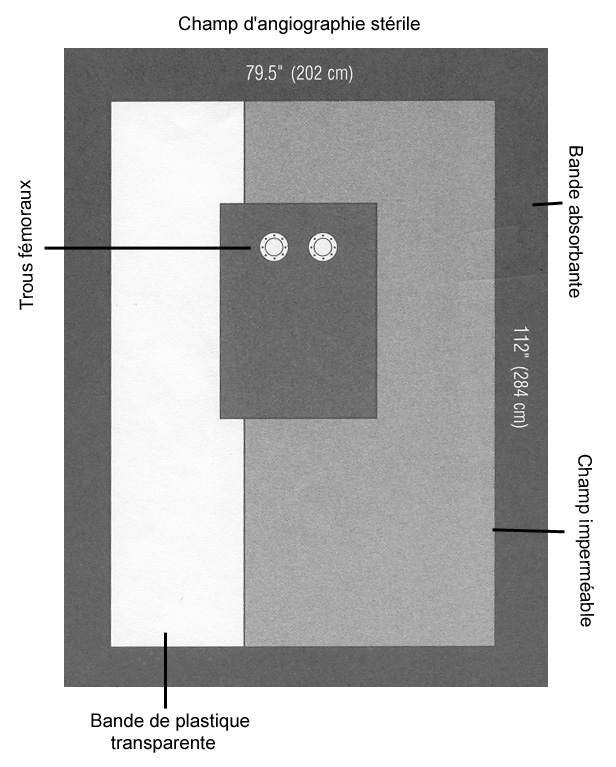 Champ d'angiographie stérile
79.5" (202 cm)
Bande absorbante
Trous fémoraux
112" (284 cm)
Champ imperméable
Bande de plastique
transparente